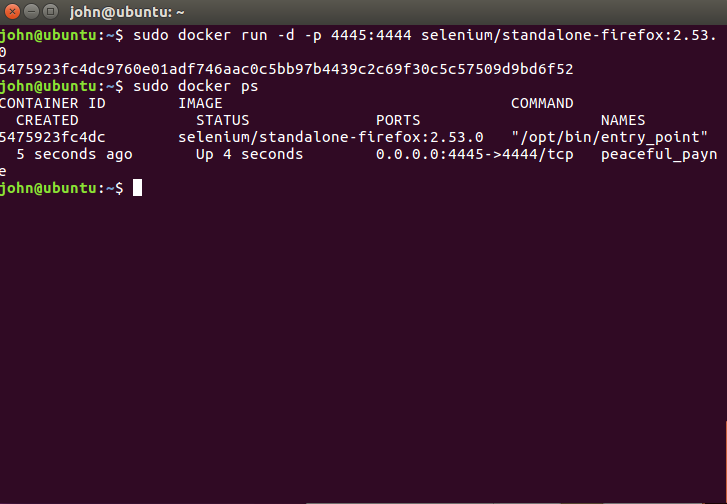 john@ubuntu: ~
john@ubuntu:~$ sudo docker run -d -p 4445:4444 selenium/standalone-firefox:2.53.
0
5475923fc4dc9760e01adf746aac0c5bb97b4439c2c69f30c5c57509d9bd6f52
john@ubuntu:~$ sudo docker ps
CONTAINER ID        IMAGE                                 COMMAND
  CREATED             STATUS              PORTS                    NAMES
5475923fc4dc        selenium/standalone-firefox:2.53.0   "/opt/bin/entry_point"
  5 seconds ago       Up 4 seconds        0.0.0.0:4445->4444/tcp   peaceful_payn
e
john@ubuntu:~$